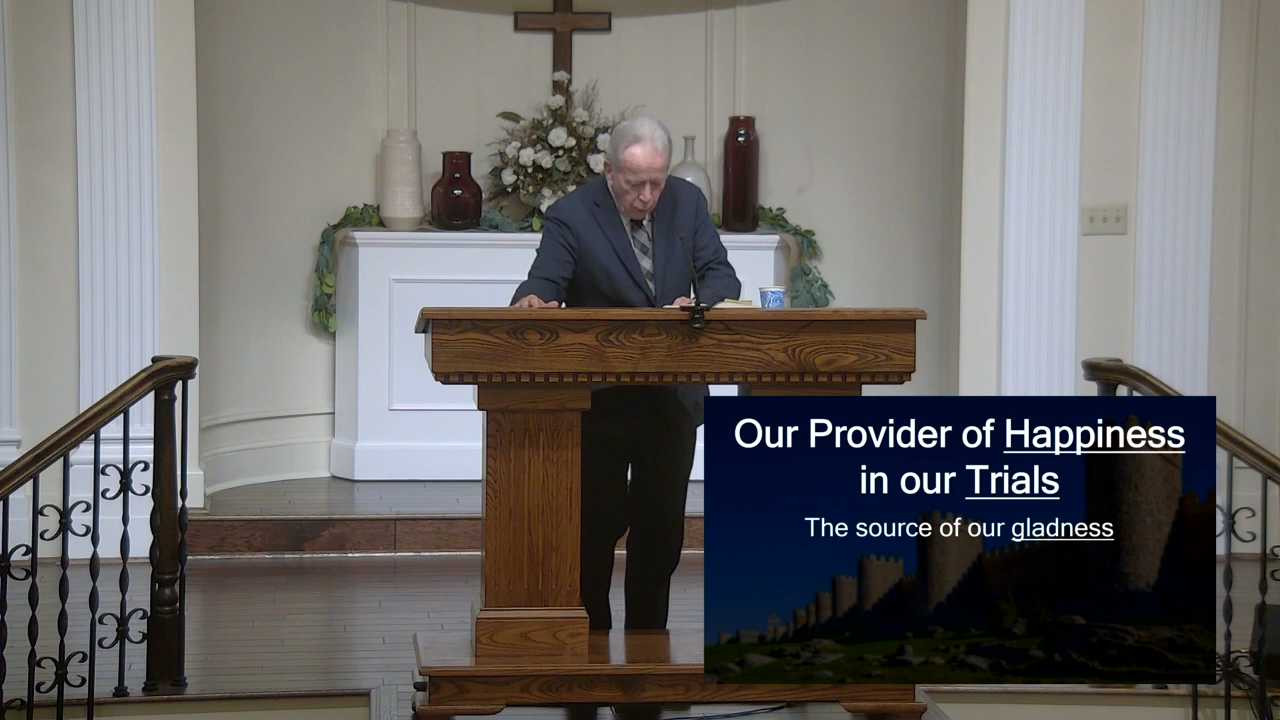 Our Provider of Happiness
in our Trials
The source of our gladness